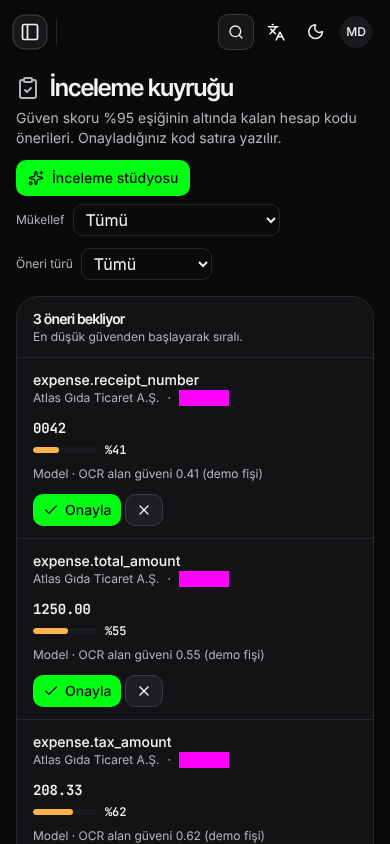 MD
İnceleme kuyruğu
Güven skoru %95 eşiğinin altında kalan hesap kodu
önerileri. Onayladığınız kod satıra yazılır.
İnceleme stüdyosu
Mükellef Tümü
Öneri türü Tümü
3 öneri bekliyor
En düşük güvenden başlayarak sıralı.
expense.receipt_number
Atlas Gıda Ticaret A.Ş. ·
0042
%41
Model · OCR alan güveni 0.41 (demo fişi)
Onayla
expense.total_amount
Atlas Gıda Ticaret A.Ş. ·
1250.00
%55
Model · OCR alan güveni 0.55 (demo fişi)
Onayla
expense.tax_amount
Atlas Gıda Ticaret A.Ş. ·
208.33
%62
Model · OCR alan güveni 0.62 (demo fişi)